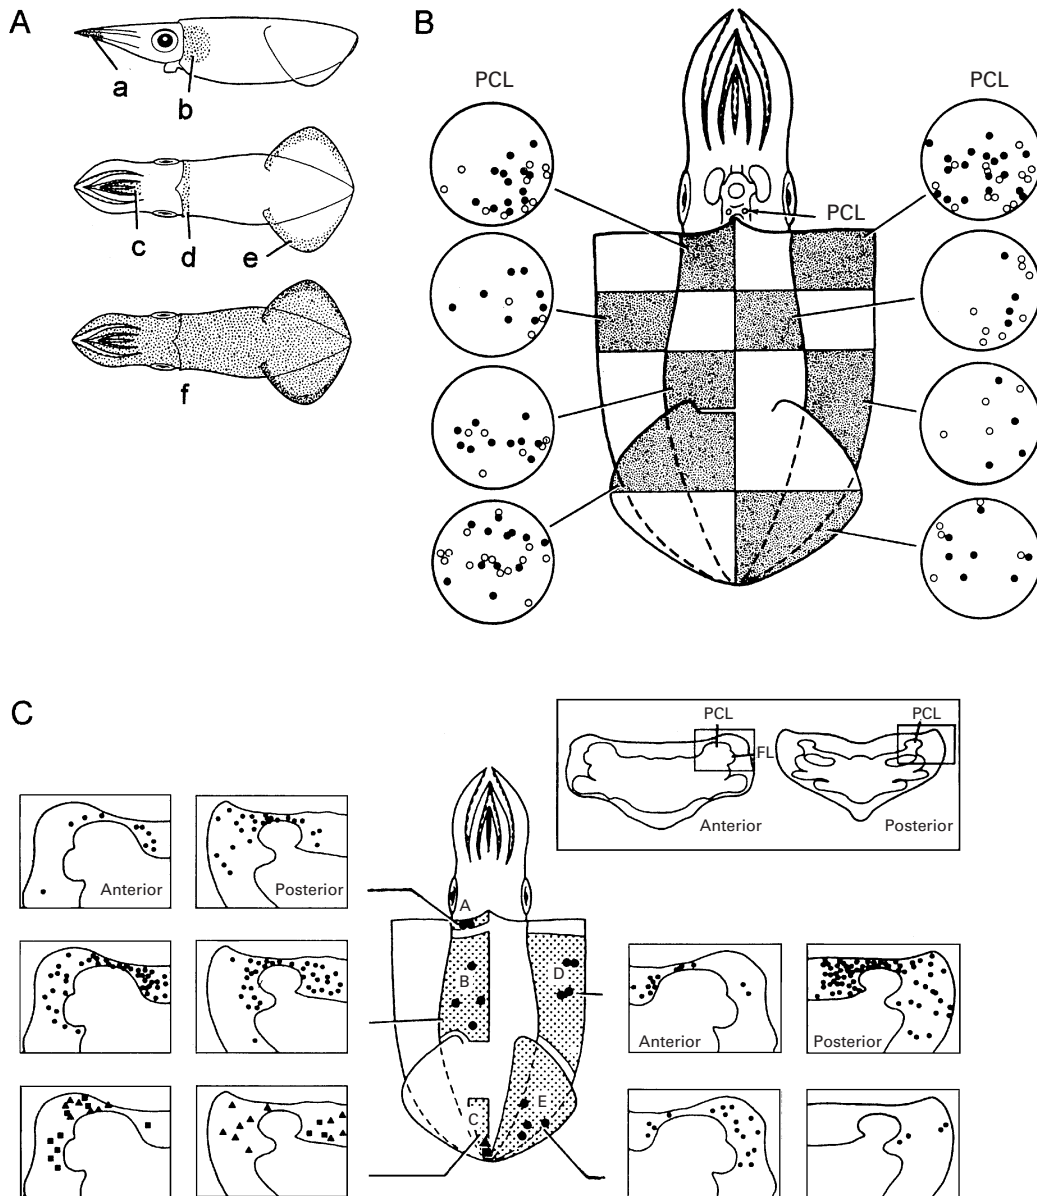 A
a
b
c
d
e
f
B
PCL
PCL
PCL
C
PCL
FL
PCL
Anterior
Posterior
Anterior
Posterior
A
B
D
C
E
Anterior
Posterior